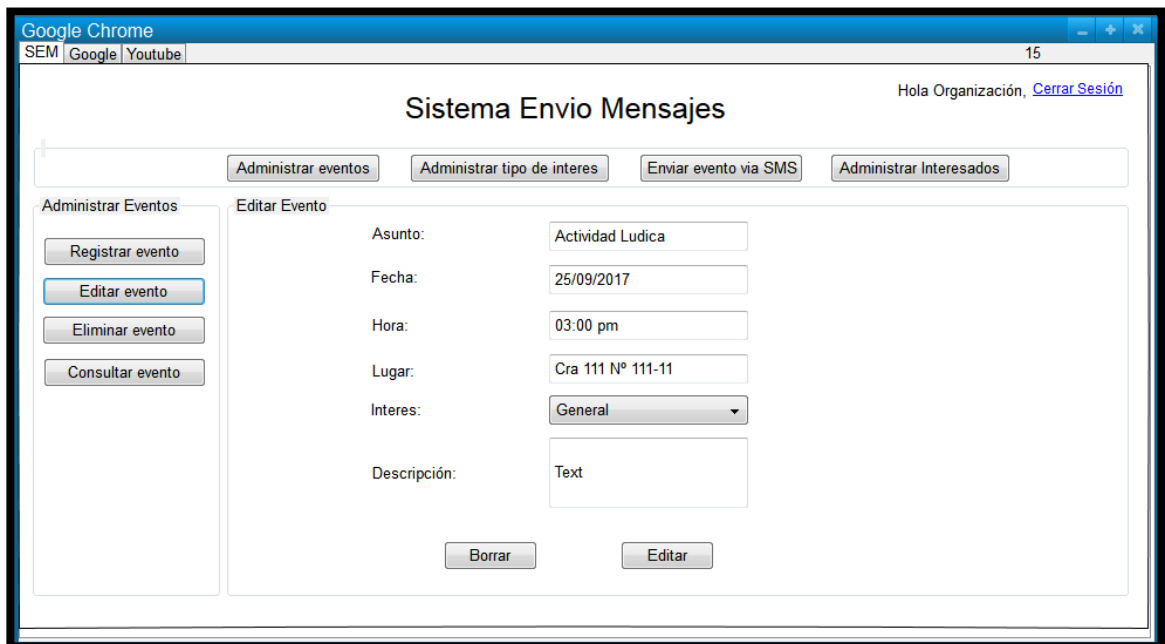 Google Chrome
SEM Google Youtube 15
Hola Organización, Cerrar Sesión
Sistema Envio Mensajes
Administrar eventos Administrar tipo de interes Enviar evento via SMS Administrar Interesados
Administrar Eventos
Registrar evento
Editar evento
Eliminar evento
Consultar evento
Editar Evento
Asunto: Actividad Ludica
Fecha: 25/09/2017
Hora: 03:00 pm
Lugar: Cra 111 Nº 111-11
Interes: General
Descripción: Text
Borrar Editar